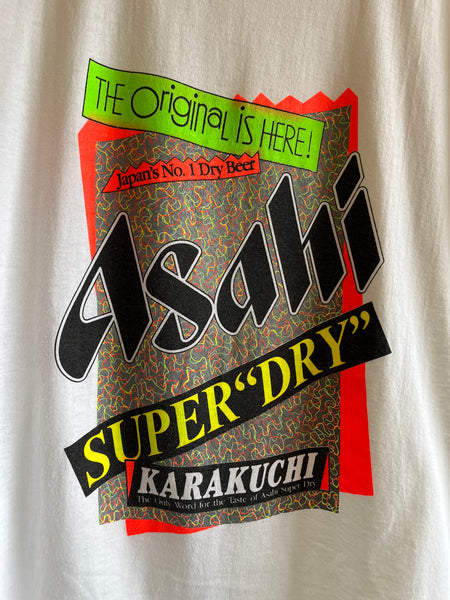 THE Original iS HERE!
Japan's No. 1 Dry Beer
Asahi
SUPER "DRY"
KARAKUCHI
The Only Word for the Taste of Asahi Super Dry